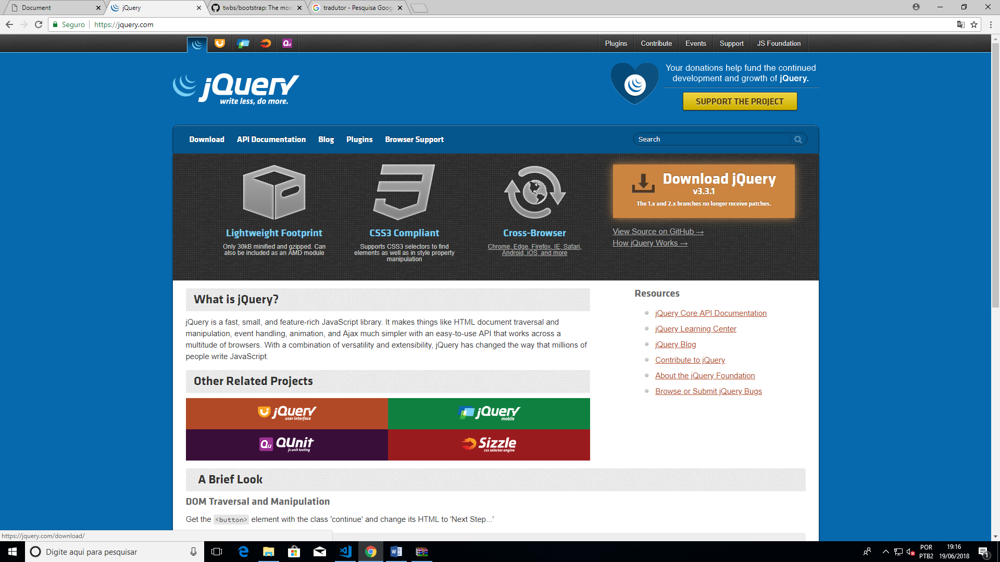 Document
jQuery
twbs/bootstrap: The mos
tradutor - Pesquisa Goog
Seguro
https://jquery.com
Plugins
Contribute
Events
Support
JS Foundation
jQuery
write less, do more.
Your donations help fund the continued
development and growth of jQuery.
SUPPORT THE PROJECT
Download
API Documentation
Blog
Plugins
Browser Support
Search
Lightweight Footprint
Only 30kB minified and gzipped. Can
also be included as an AMD module
CSS3 Compliant
Supports CSS3 selectors to find
elements as well as in style property
manipulation
Cross-Browser
Chrome, Edge, Firefox, IE, Safari,
Android, iOS, and more
Download jQuery
v3.3.1
The 1.x and 2.x branches no longer receive patches.
View Source on GitHub →
How jQuery Works →
What is jQuery?
jQuery is a fast, small, and feature-rich JavaScript library. It makes things like HTML document traversal and
manipulation, event handling, animation, and Ajax much simpler with an easy-to-use API that works across a
multitude of browsers. With a combination of versatility and extensibility, jQuery has changed the way that millions of
people write JavaScript.
Resources
jQuery Core API Documentation
jQuery Learning Center
jQuery Blog
Contribute to jQuery
About the jQuery Foundation
Browse or Submit jQuery Bugs
Other Related Projects
jQuery
user interface
jQuery
mobile
Qu QUnit
js unit testing
Sizzle
css selector engine
A Brief Look
DOM Traversal and Manipulation
Get the <button> element with the class 'continue' and change its HTML to 'Next Step...'
https://jquery.com/download/
Digite aqui para pesquisar
POR
PTB2
19:16
19/06/2018
1